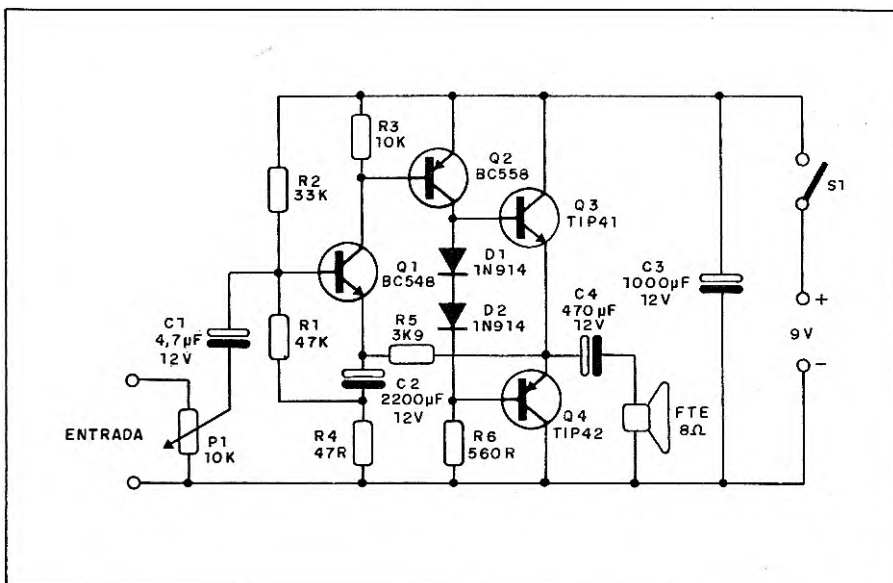 R3
10K
Q2
BC558
R2
33K
S1
Q3
TIP41
D1
1N914
Q1
BC548
C3
1000µF
12V
C4
470µF
12V
+
9V
-
D2
1N914
C1
4,7µF
12V
R1
47K
R5
3K9
C2
2200µF
12V
Q4
TIP42
FTE
8Ω
ENTRADA
P1
10K
R4
47R
R6
560R